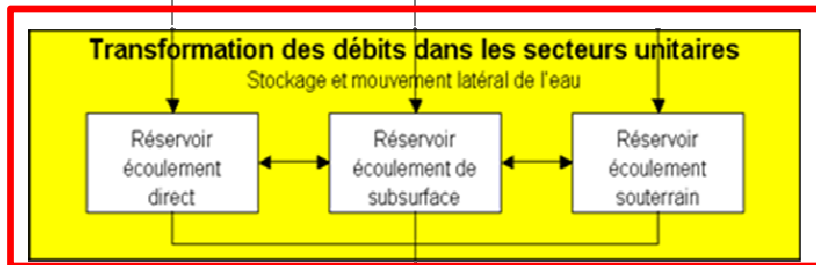 Transformation des débits dans les secteurs unitaires
Stockage et mouvement latéral de l'eau
Réservoir
écoulement
direct
Réservoir
écoulement de
subsurface
Réservoir
écoulement
souterrain